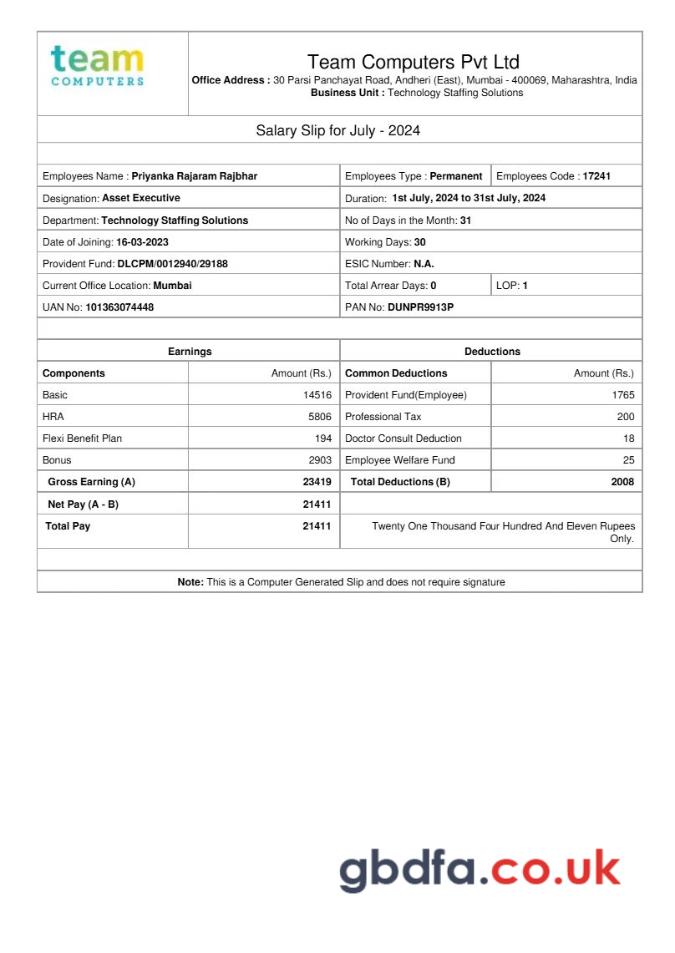 team
COMPUTERS
Team Computers Pvt Ltd
Office Address : 30 Parsi Panchayat Road, Andheri (East), Mumbai - 400069, Maharashtra, India
Business Unit : Technology Staffing Solutions
Salary Slip for July - 2024
Employees Name : Priyanka Rajaram Rajbhar Employees Type : Permanent Employees Code : 17241
Designation: Asset Executive Duration: 1st July, 2024 to 31st July, 2024
Department: Technology Staffing Solutions No of Days in the Month: 31
Date of Joining: 16-03-2023 Working Days: 30
Provident Fund: DLCPM/0012940/29188 ESIC Number: N.A.
Current Office Location: Mumbai Total Arrear Days: 0 LOP: 1
UAN No: 101363074448 PAN No: DUNPR9913P
Earnings Deductions
Components Amount (Rs.) Common Deductions Amount (Rs.)
Basic 14516 Provident Fund(Employee) 1765
HRA 5806 Professional Tax 200
Flexi Benefit Plan 194 Doctor Consult Deduction 18
Bonus 2903 Employee Welfare Fund 25
Gross Earning (A) 23419 Total Deductions (B) 2008
Net Pay (A - B) 21411
Total Pay 21411 Twenty One Thousand Four Hundred And Eleven Rupees
Only.
Note: This is a Computer Generated Slip and does not require signature
gbdfa.co.uk